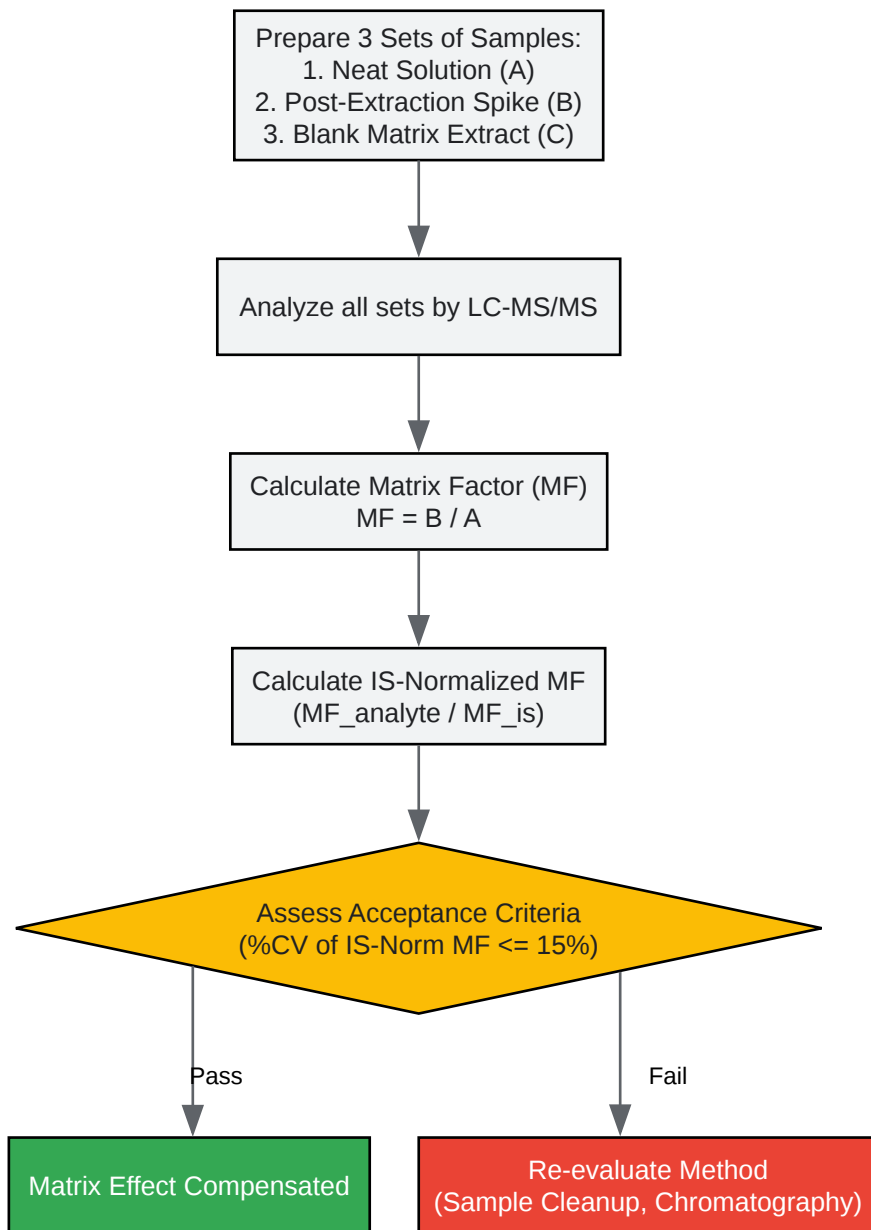 Prepare 3 Sets of Samples:
1. Neat Solution (A)
2. Post-Extraction Spike (B)
3. Blank Matrix Extract (C)
Analyze all sets by LC-MS/MS
Calculate Matrix Factor (MF)
MF = B / A
Calculate IS-Normalized MF
(MF_analyte / MF_is)
Assess Acceptance Criteria
(%CV of IS-Norm MF <= 15%)
Pass
Fail
Matrix Effect Compensated
Re-evaluate Method
(Sample Cleanup, Chromatography)